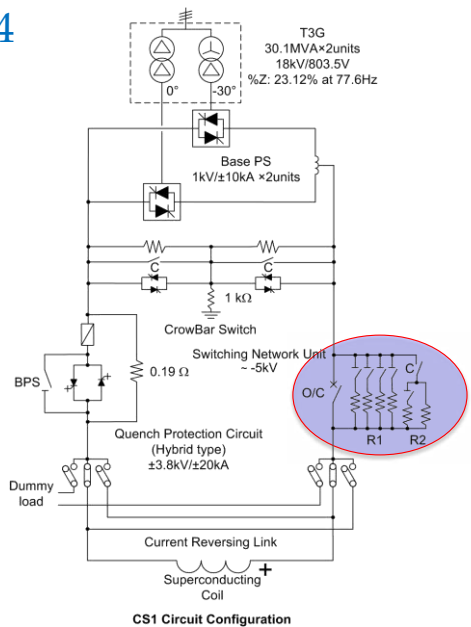 4
T3G
30.1MVA×2units
18kV/803.5V
%Z: 23.12% at 77.6Hz
0°
-30°
Base PS
1kV/±10kA ×2units
C
C
1 kΩ
CrowBar Switch
Switching Network Unit
~ -5kV
0.19 Ω
BPS
O/C
C
R1
R2
Quench Protection Circuit
(Hybrid type)
±3.8kV/±20kA
Dummy
load
Current Reversing Link
+
Superconducting
Coil
CS1 Circuit Configuration